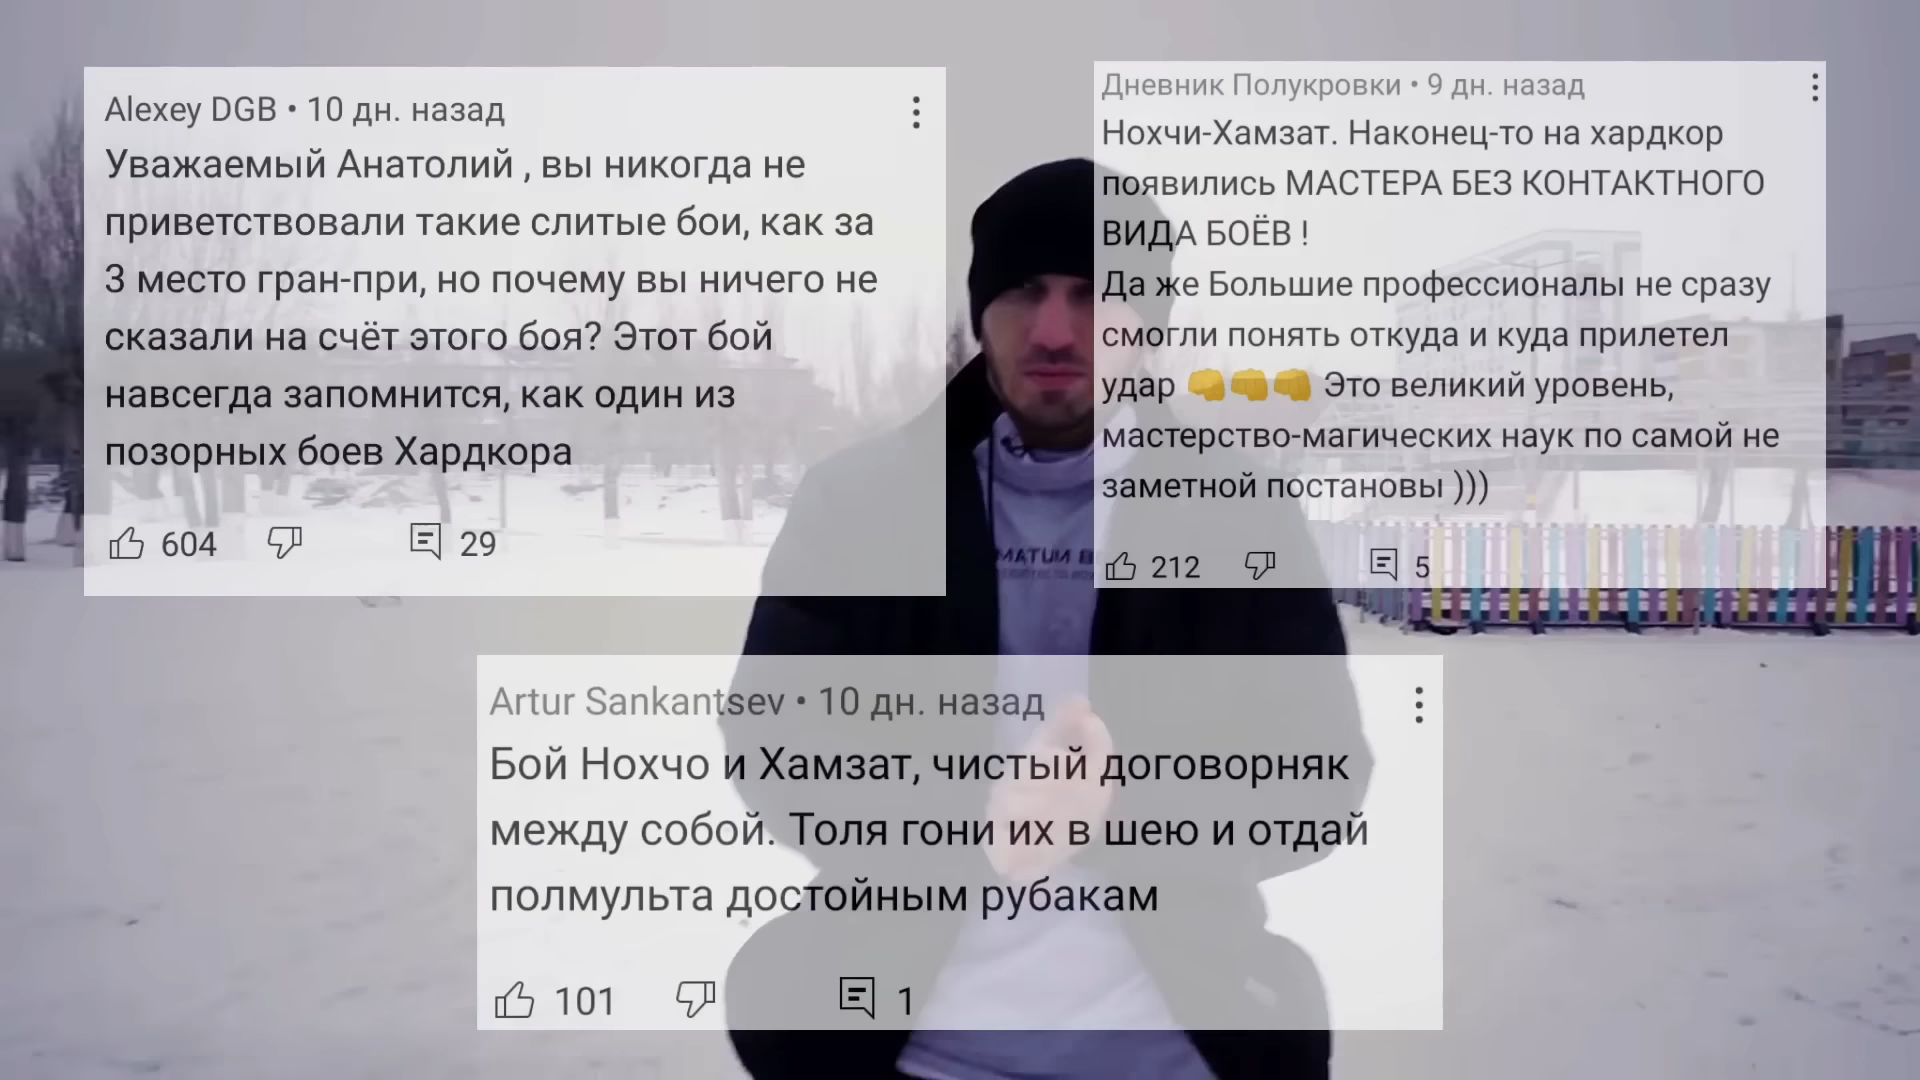 Alexey DGB • 10 дн. назад
Уважаемый Анатолий , вы никогда не
приветствовали такие слитые бои, как за
3 место гран-при, но почему вы ничего не
сказали на счёт этого боя? Этот бой
навсегда запомнится, как один из
позорных боев Хардкора
604 29
Дневник Полукровки • 9 дн. назад
Нохчи-Хамзат. Наконец-то на хардкор
появились МАСТЕРА БЕЗ КОНТАКТНОГО
ВИДА БОЁВ !
Да же Большие профессионалы не сразу
смогли понять откуда и куда прилетел
удар 👊👊👊 Это великий уровень,
мастерство-магических наук по самой не
заметной постановы )))
212 5
MATUM B
Artur Sankantsev • 10 дн. назад
Бой Нохчо и Хамзат, чистый договорняк
между собой. Толя гони их в шею и отдай
полмульта достойным рубакам
101 1